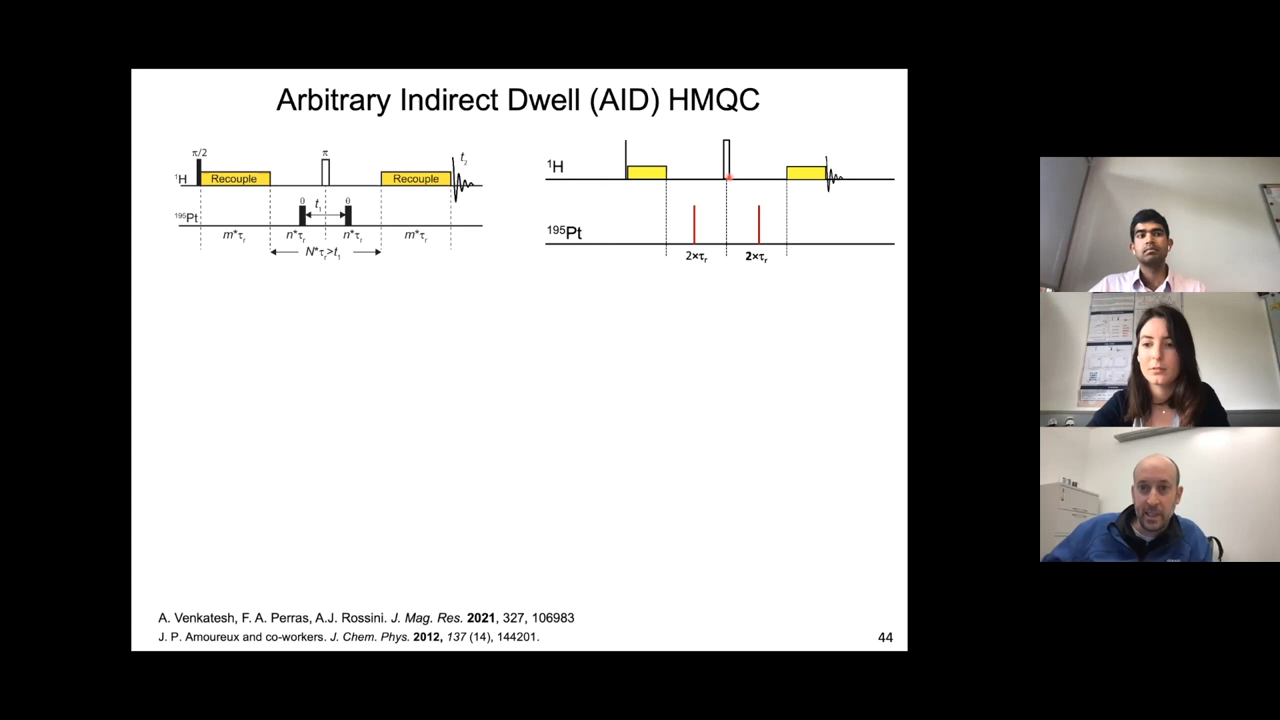 Arbitrary Indirect Dwell (AID) HMQC
π/2
π
t₂
¹H
Recouple
Recouple
θ
t₁
θ
¹⁹⁵Pt
m*τᵣ
n*τᵣ
n*τᵣ
m*τᵣ
N*τᵣ>t₁
¹H
¹⁹⁵Pt
2×τᵣ
2×τᵣ
A. Venkatesh, F. A. Perras, A.J. Rossini. J. Mag. Res. 2021, 327, 106983
J. P. Amoureux and co-workers. J. Chem. Phys. 2012, 137 (14), 144201.
44